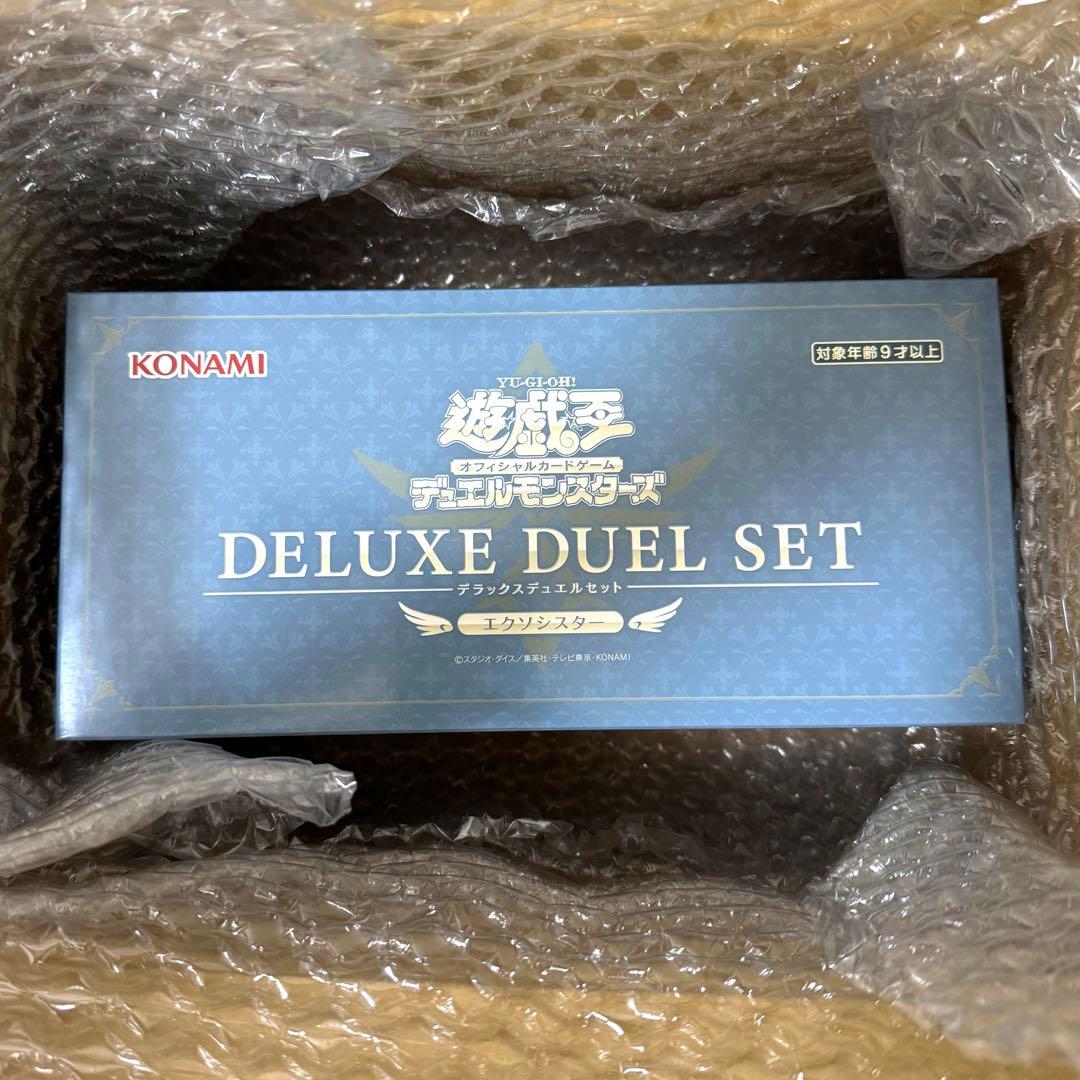 KONAMI
対象年齢9才以上
YU-GI-OH!
遊戯王
オフィシャルカードゲーム
デュエルモンスターズ
DELUXE DUEL SET
デラックスデュエルセット
エクソシスター
©スタジオ・ダイス/集英社・テレビ東京・KONAMI